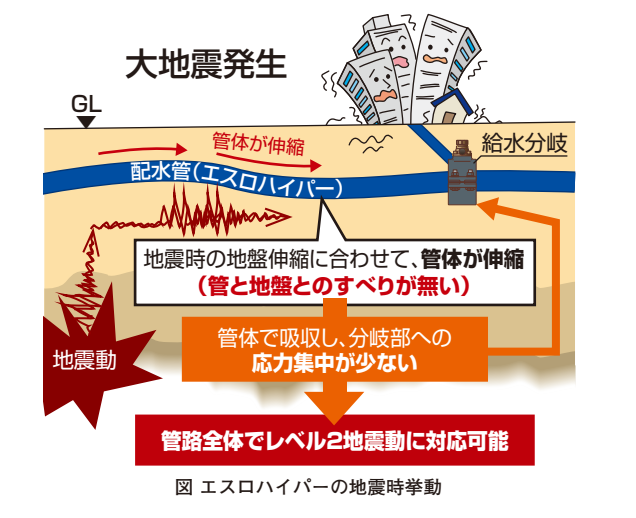 大地震発生
GL
管体が伸縮
給水分岐
配水管(エスロハイパー)
地震時の地盤伸縮に合わせて、管体が伸縮
(管と地盤とのすべりが無い)
地震動
管体で吸収し、分岐部への
応力集中が少ない
管路全体でレベル2地震動に対応可能
図 エスロハイパーの地震時挙動